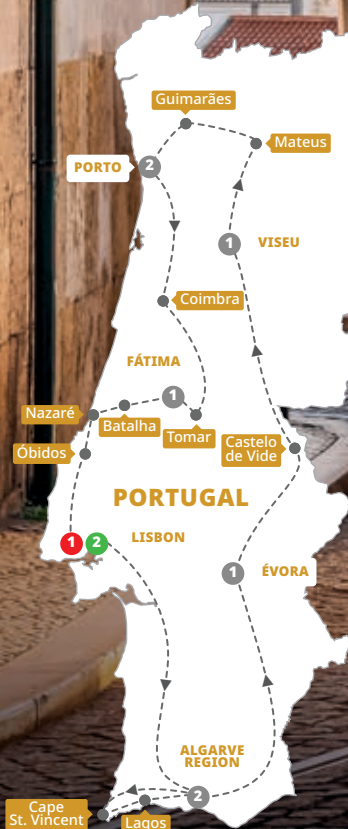 Guimarães
Mateus
PORTO
2
1
VISEU
Coimbra
FÁTIMA
1
Nazaré
Batalha
Tomar
Óbidos
Castelo
de Vide
PORTUGAL
1
2
LISBON
1
ÉVORA
ALGARVE
REGION
2
Cape
St. Vincent
Lagos